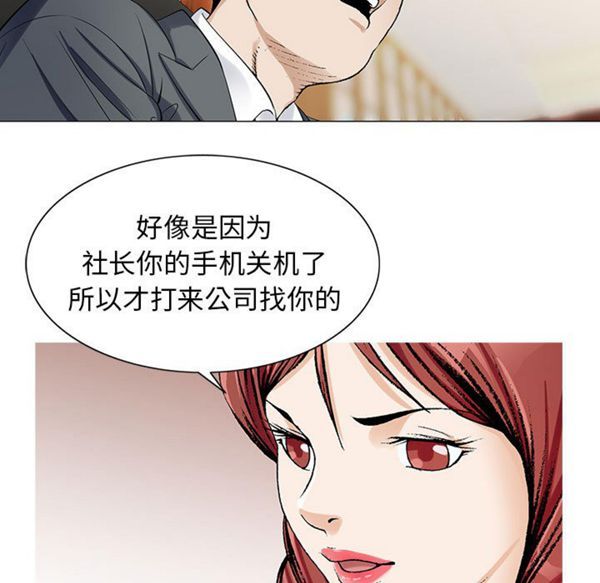 好像是因为
社长你的手机关机了
所以才打来公司找你的